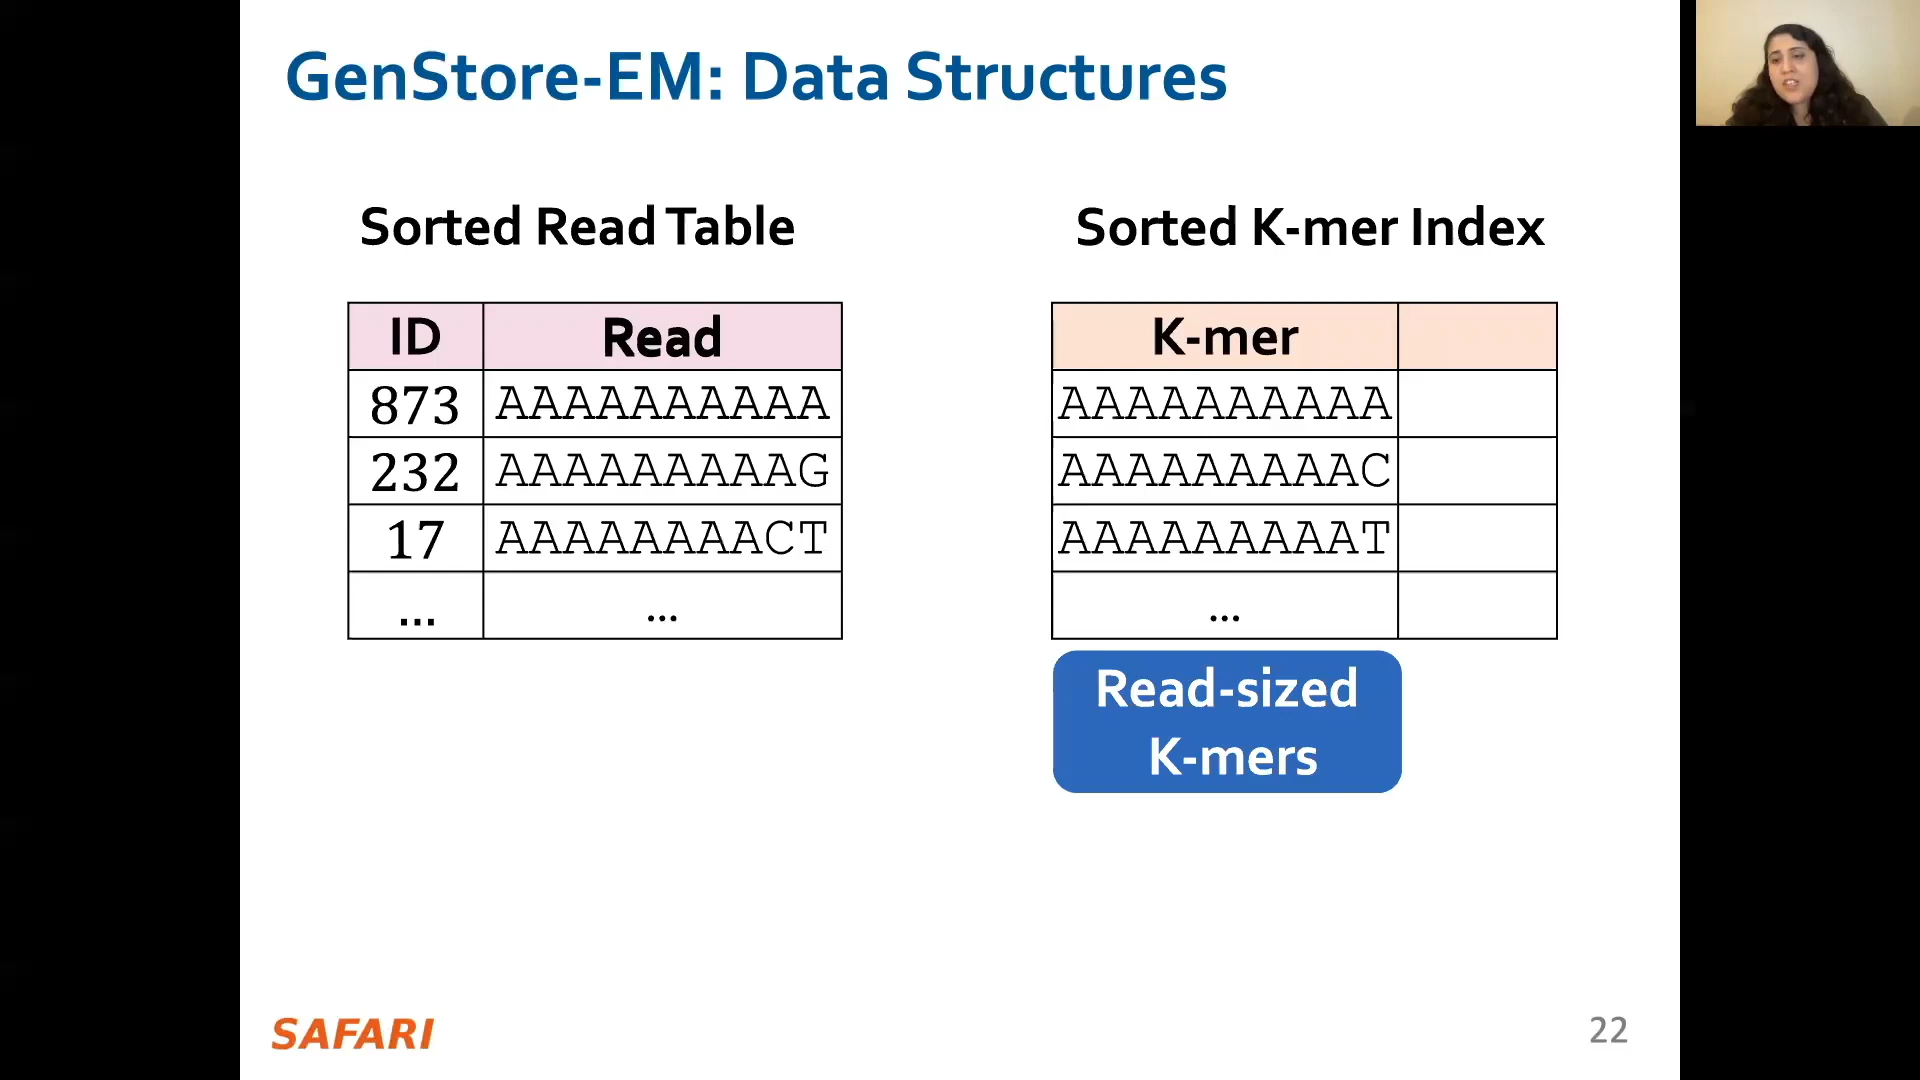 GenStore-EM: Data Structures
Sorted Read Table
ID Read
873 AAAAAAAAAA
232 AAAAAAAAAG
17 AAAAAAAACT
... ...
Sorted K-mer Index
K-mer
AAAAAAAAAA
AAAAAAAAAC
AAAAAAAAAT
...
Read-sized
K-mers
SAFARI
22